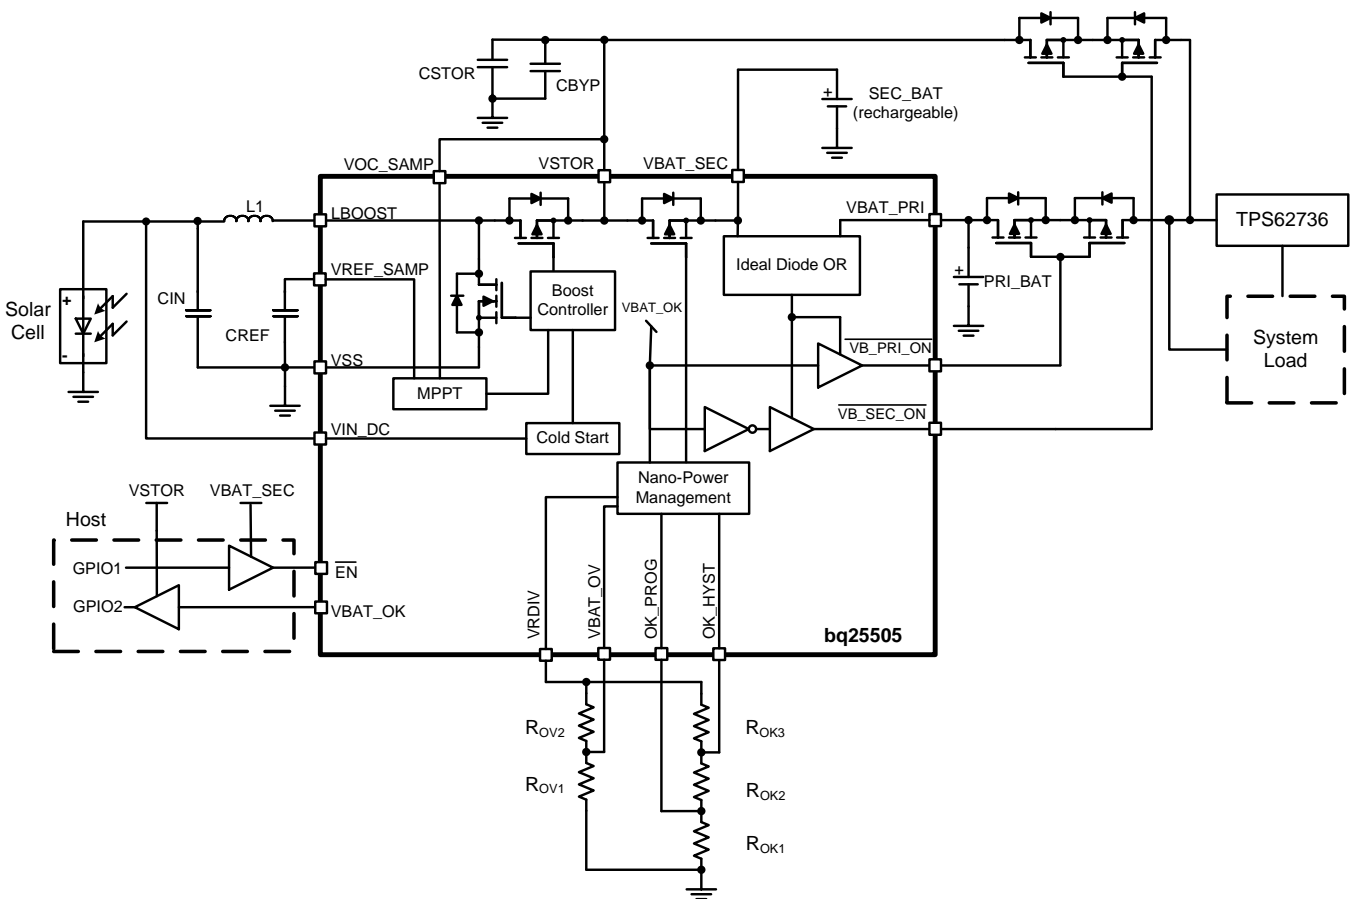 CSTOR
CBYP
+
SEC_BAT
(rechargeable)
VOC_SAMP
VSTOR
VBAT_SEC
L1
LBOOST
VBAT_PRI
TPS62736
VREF_SAMP
Ideal Diode OR
+
PRI_BAT
Solar
Cell
+
-
CIN
CREF
Boost
Controller
VBAT_OK
System
Load
VSS
VB_PRI_ON
MPPT
VB_SEC_ON
VIN_DC
Cold Start
Nano-Power
Management
VSTOR
VBAT_SEC
Host
GPIO1
EN
GPIO2
VBAT_OK
VRDIV
VBAT_OV
OK_PROG
OK_HYST
bq25505
ROV2
ROK3
ROV1
ROK2
ROK1